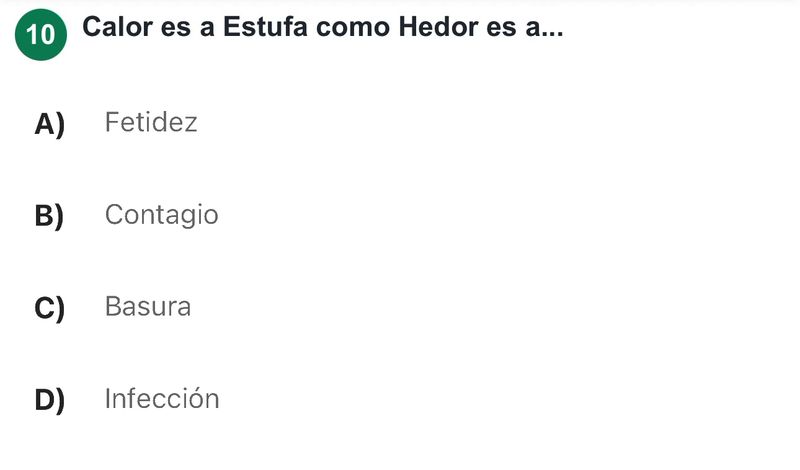 10 Calor es a Estufa como Hedor es a...
A) Fetidez
B) Contagio
C) Basura
D) Infección